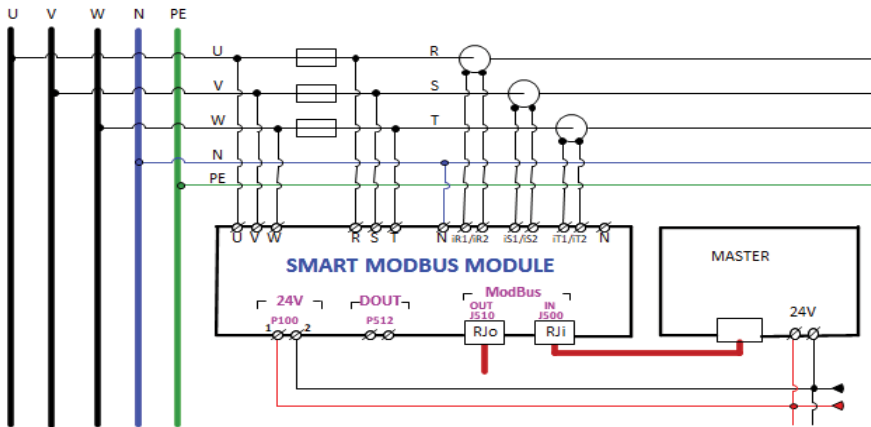 U V W N PE
U R
V S
W T
N
PE
U V W R S T N iR1/iR2 iS1/iS2 iT1/iT2 N
SMART MODBUS MODULE
MASTER
24V DOUT ModBus
OUT IN
P100 P512 J510 J500
24V
1 2
RJo RJi